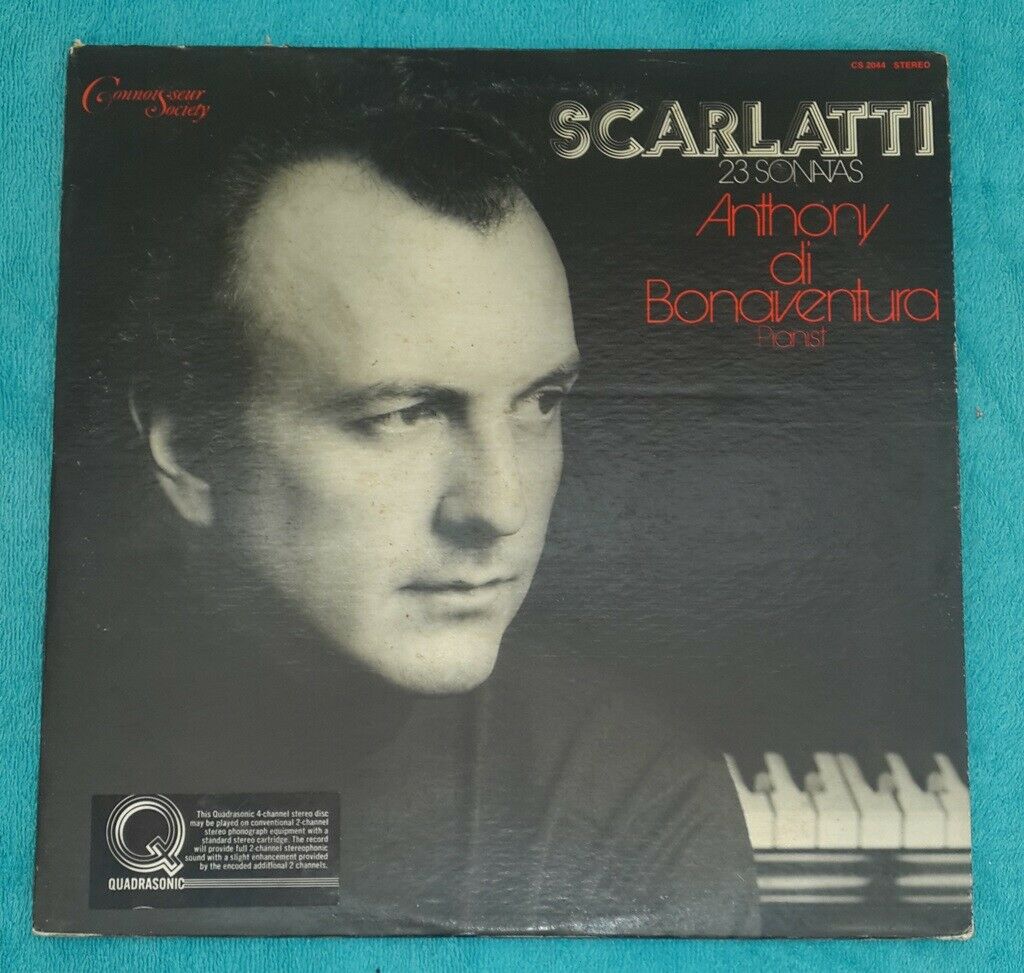 Connoisseur
Society
CS 2044 STEREO
SCARLATTI
23 SONATAS
Anthony
di
Bonaventura
Pianist
Q
QUADRASONIC
This Quadrasonic 4-channel stereo disc
may be played on conventional 2-channel
stereo phonograph equipment with a
standard stereo cartridge. The record
will provide full 2-channel stereophonic
sound with a slight enhancement provided
by the encoded additional 2 channels.